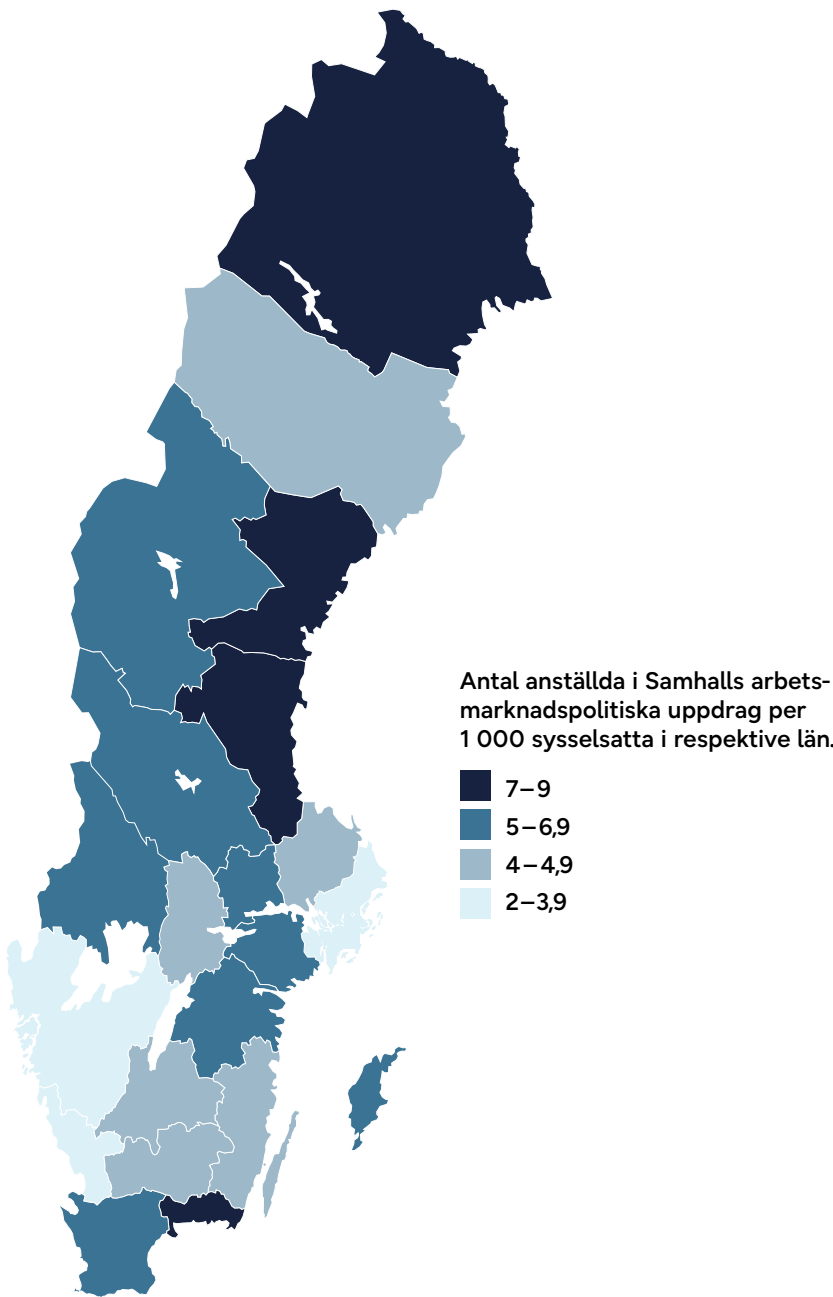 Antal anställda i Samhalls arbets-
marknadspolitiska uppdrag per
1 000 sysselsatta i respektive län.
7–9
5–6,9
4–4,9
2–3,9